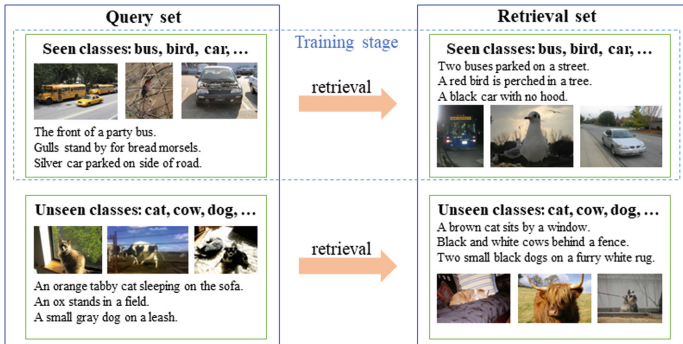 Query set
Seen classes: bus, bird, car, …
The front of a party bus.
Gulls stand by for bread morsels.
Silver car parked on side of road.
Unseen classes: cat, cow, dog, …
An orange tabby cat sleeping on the sofa.
An ox stands in a field.
A small gray dog on a leash.
Training stage
retrieval
retrieval
Retrieval set
Seen classes: bus, bird, car, …
Two buses parked on a street.
A red bird is perched in a tree.
A black car with no hood.
Unseen classes: cat, cow, dog, …
A brown cat sits by a window.
Black and white cows behind a fence.
Two small black dogs on a furry white rug.